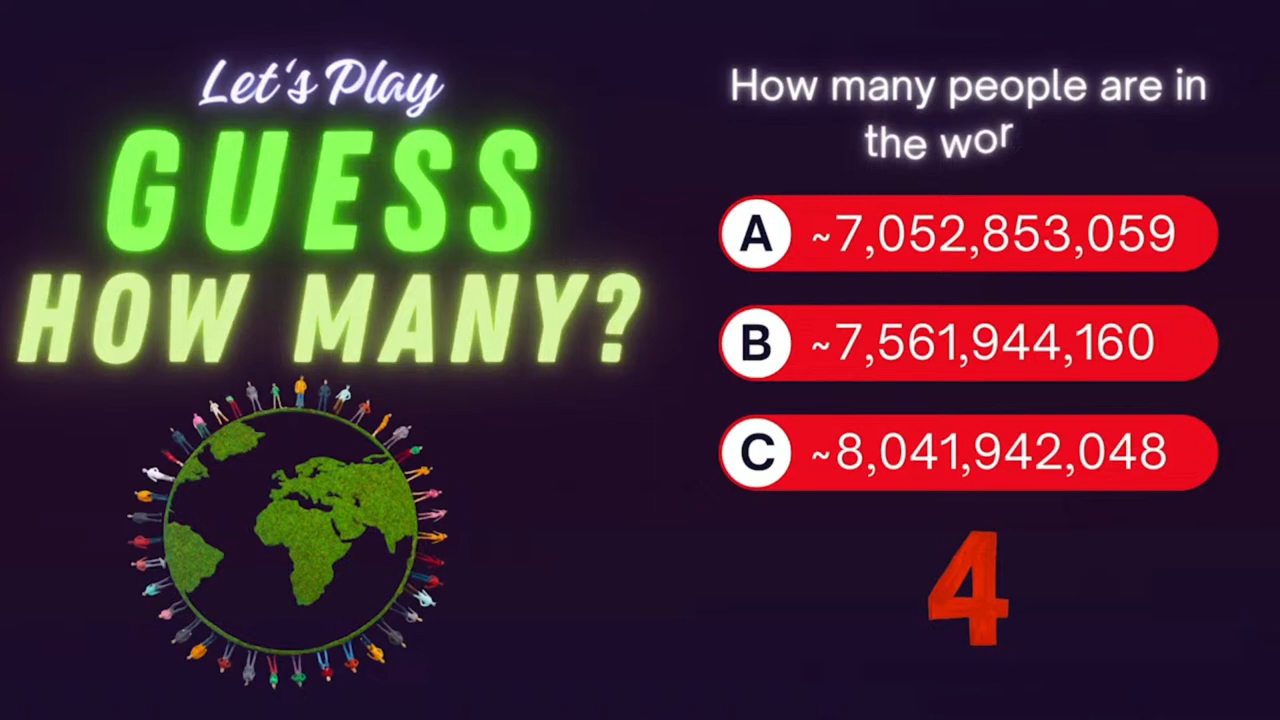 Let's Play
GUESS
HOW MANY?
How many people are in
the wor
A ~7,052,853,059
B ~7,561,944,160
C ~8,041,942,048
4